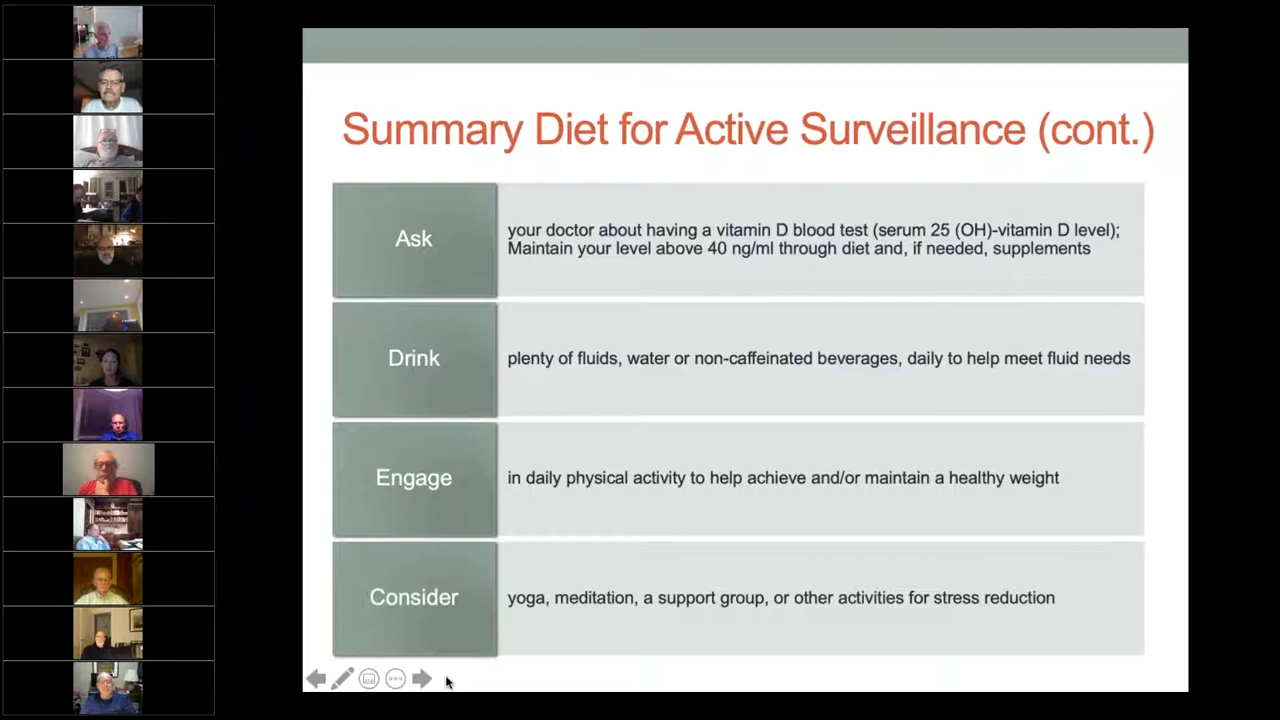 Summary Diet for Active Surveillance (cont.)
Ask
your doctor about having a vitamin D blood test (serum 25 (OH)-vitamin D level);
Maintain your level above 40 ng/ml through diet and, if needed, supplements
Drink
plenty of fluids, water or non-caffeinated beverages, daily to help meet fluid needs
Engage
in daily physical activity to help achieve and/or maintain a healthy weight
Consider
yoga, meditation, a support group, or other activities for stress reduction